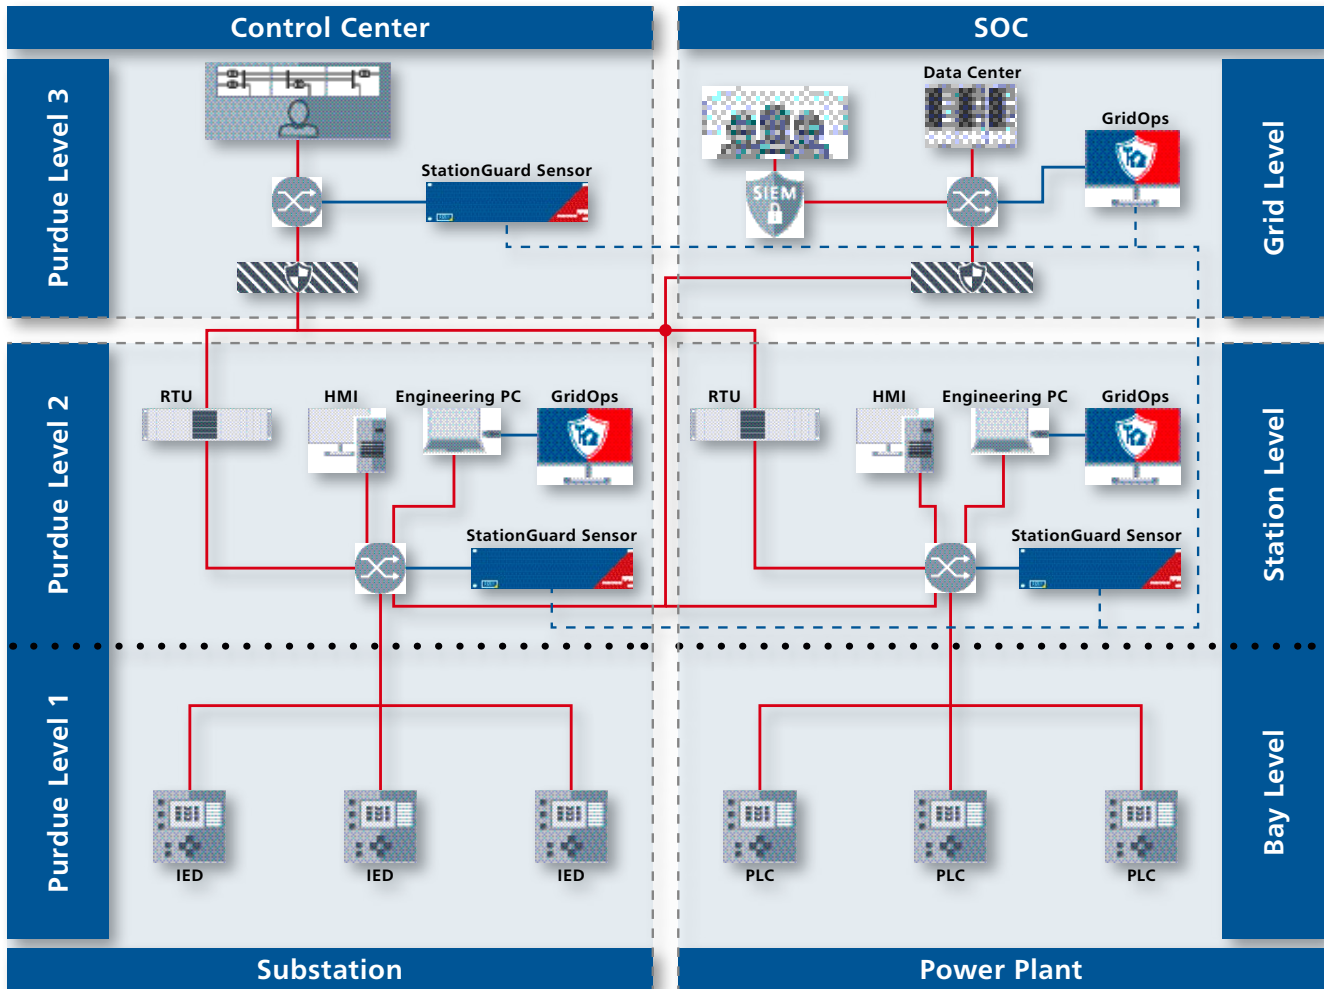 Control Center
SOC
Purdue Level 3
Grid Level
StationGuard Sensor
Data Center
GridOps
SIEM
Purdue Level 2
Station Level
RTU
HMI
Engineering PC
GridOps
StationGuard Sensor
RTU
HMI
Engineering PC
GridOps
StationGuard Sensor
Purdue Level 1
Bay Level
IED
IED
IED
PLC
PLC
PLC
Substation
Power Plant